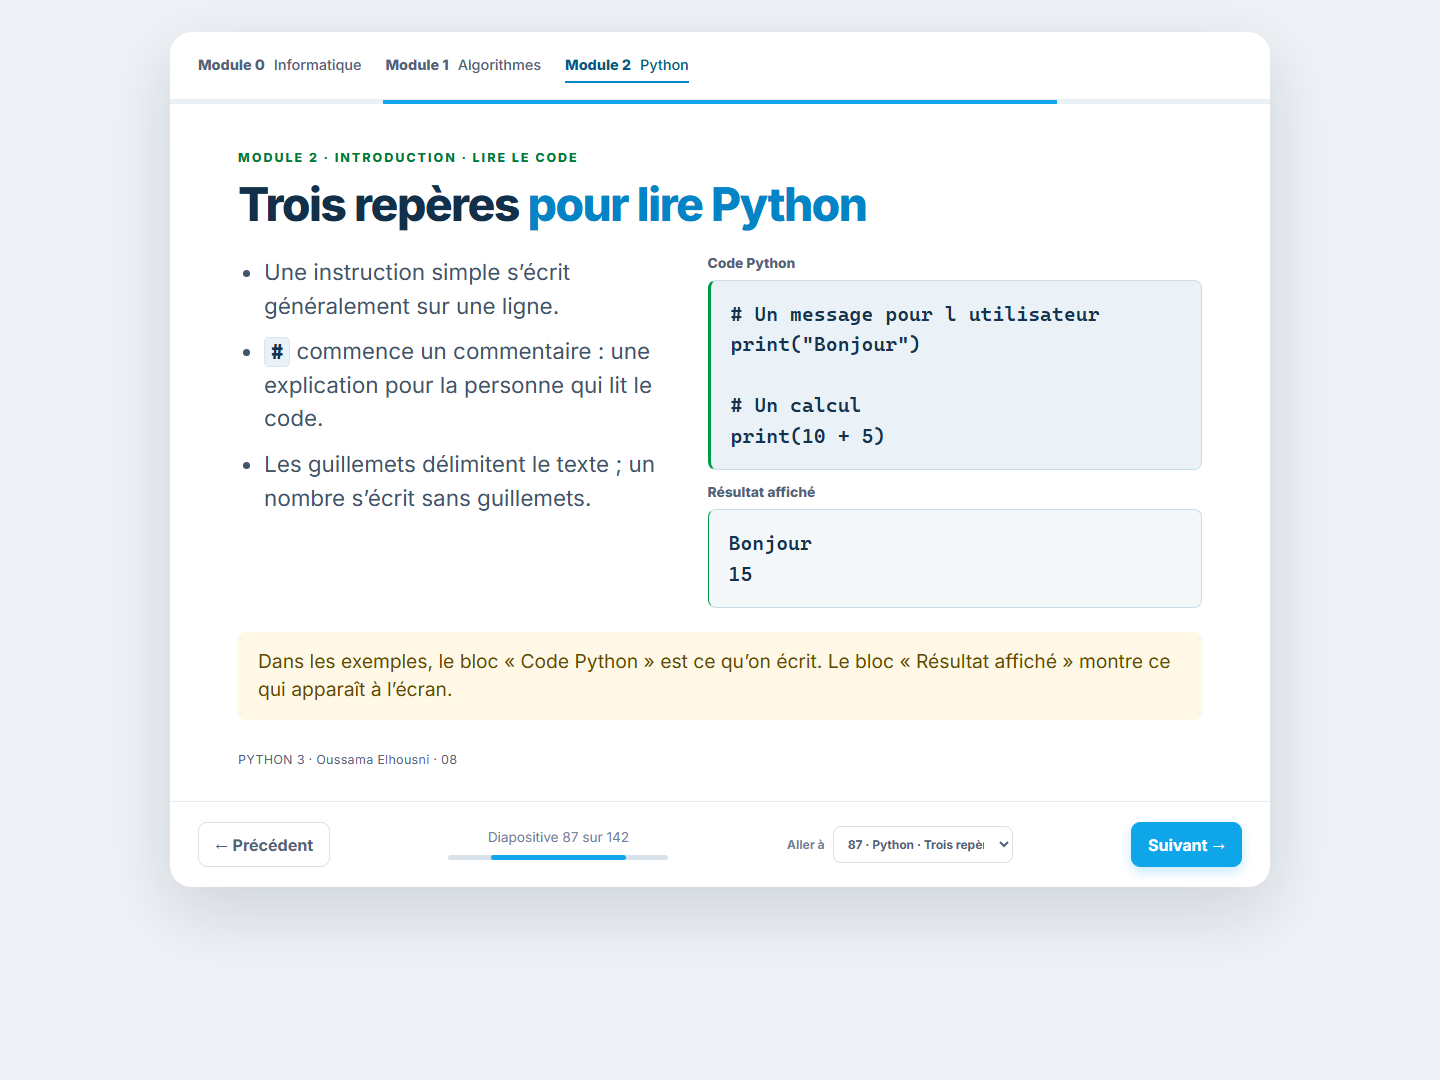 Module 0 Informatique Module 1 Algorithmes Module 2 Python
MODULE 2 · INTRODUCTION · LIRE LE CODE
Trois repères pour lire Python
• Une instruction simple s’écrit
généralement sur une ligne.
• # commence un commentaire : une
explication pour la personne qui lit le
code.
• Les guillemets délimitent le texte ; un
nombre s’écrit sans guillemets.
Code Python
# Un message pour l utilisateur
print("Bonjour")
# Un calcul
print(10 + 5)
Résultat affiché
Bonjour
15
Dans les exemples, le bloc « Code Python » est ce qu’on écrit. Le bloc « Résultat affiché » montre ce
qui apparaît à l’écran.
PYTHON 3 · Oussama Elhousni · 08
← Précédent
Diapositive 87 sur 142
Aller à 87 · Python · Trois repè
Suivant →